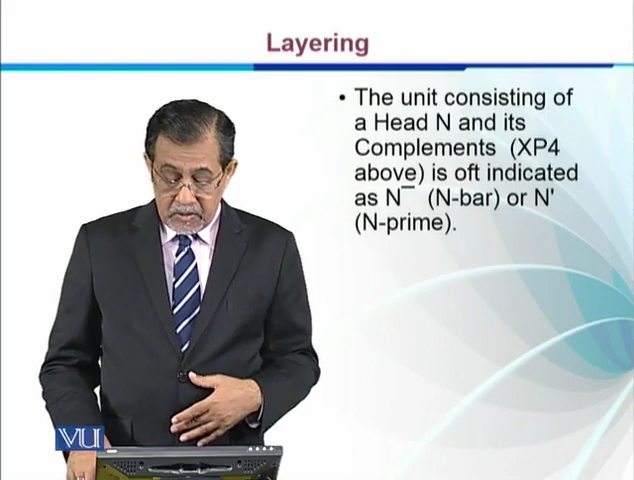 Layering
• The unit consisting of
a Head N and its
Complements (XP4
above) is oft indicated
as N¯ (N-bar) or N'
(N-prime).
VU